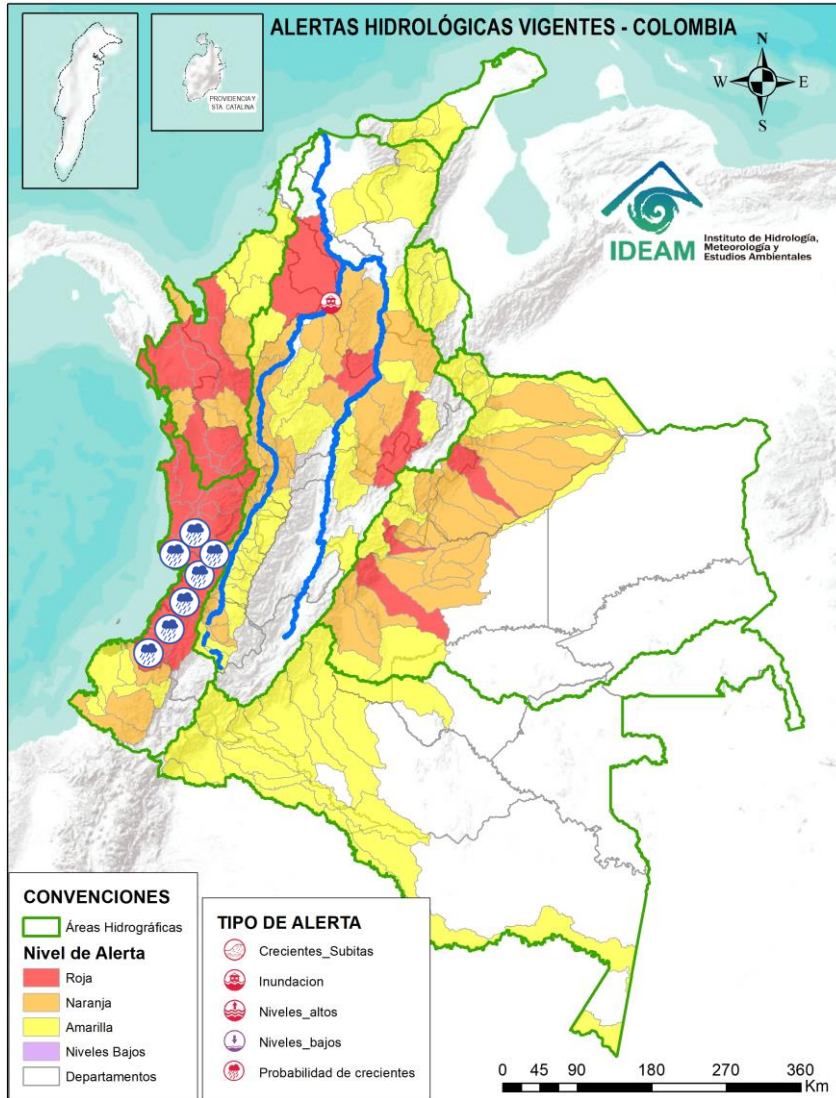 ALERTAS HIDROLÓGICAS VIGENTES - COLOMBIA
PROVIDENCIA Y
STA. CATALINA
N
W
E
S
IDEAM
Instituto de Hidrología,
Meteorología y
Estudios Ambientales
CONVENCIONES
Áreas Hidrográficas
Nivel de Alerta
Roja
Naranja
Amarilla
Niveles Bajos
Departamentos
TIPO DE ALERTA
Crecientes_Subitas
Inundacion
Niveles_altos
Niveles_bajos
Probabilidad de crecientes
0 45 90 180 270 360
Km